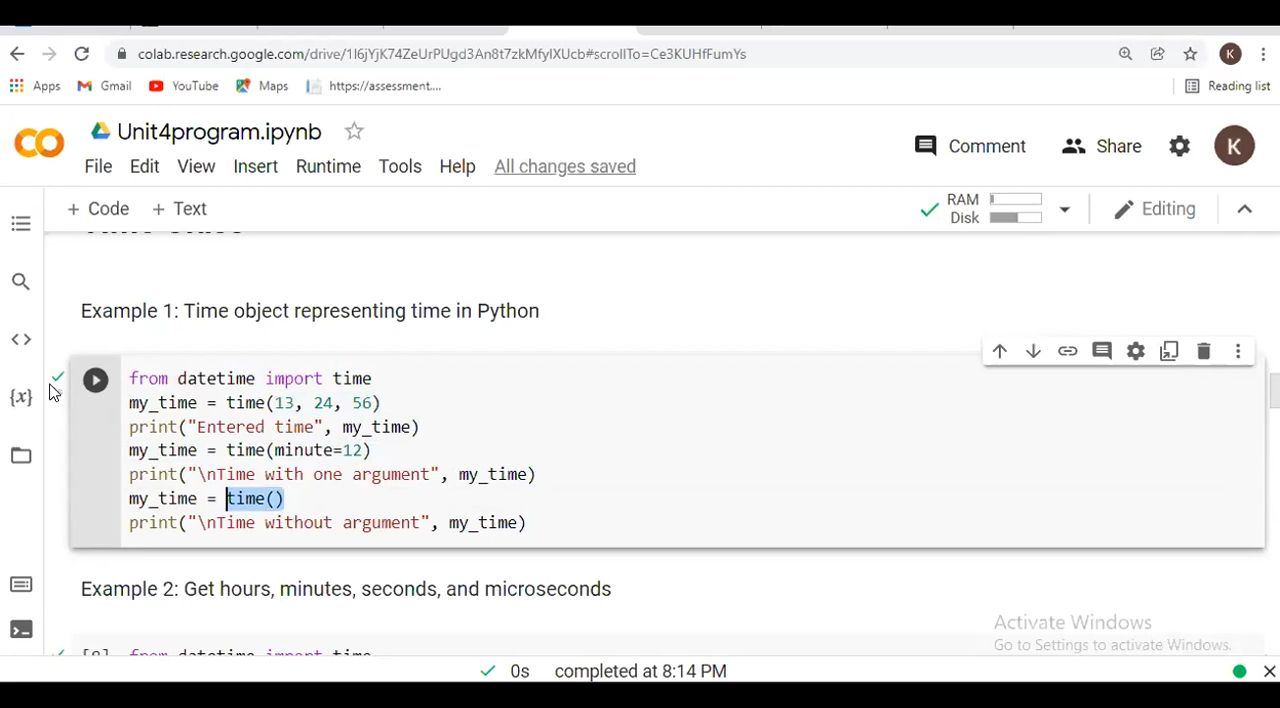 colab.research.google.com/drive/1I6jYjK74ZeUrPUgd3An8t7zkMfyIXUcb#scrollTo=Ce3KUHfFumYs
K
Apps Gmail YouTube Maps https://assessment.... Reading list
Unit4program.ipynb
Comment Share K
File Edit View Insert Runtime Tools Help All changes saved
+ Code + Text
RAM
Disk
Editing
Example 1: Time object representing time in Python
from datetime import time
my_time = time(13, 24, 56)
print("Entered time", my_time)
my_time = time(minute=12)
print("\nTime with one argument", my_time)
my_time = time()
print("\nTime without argument", my_time)
{x}
Example 2: Get hours, minutes, seconds, and microseconds
[8] from datetime import time
Activate Windows
Go to Settings to activate Windows.
0s completed at 8:14 PM